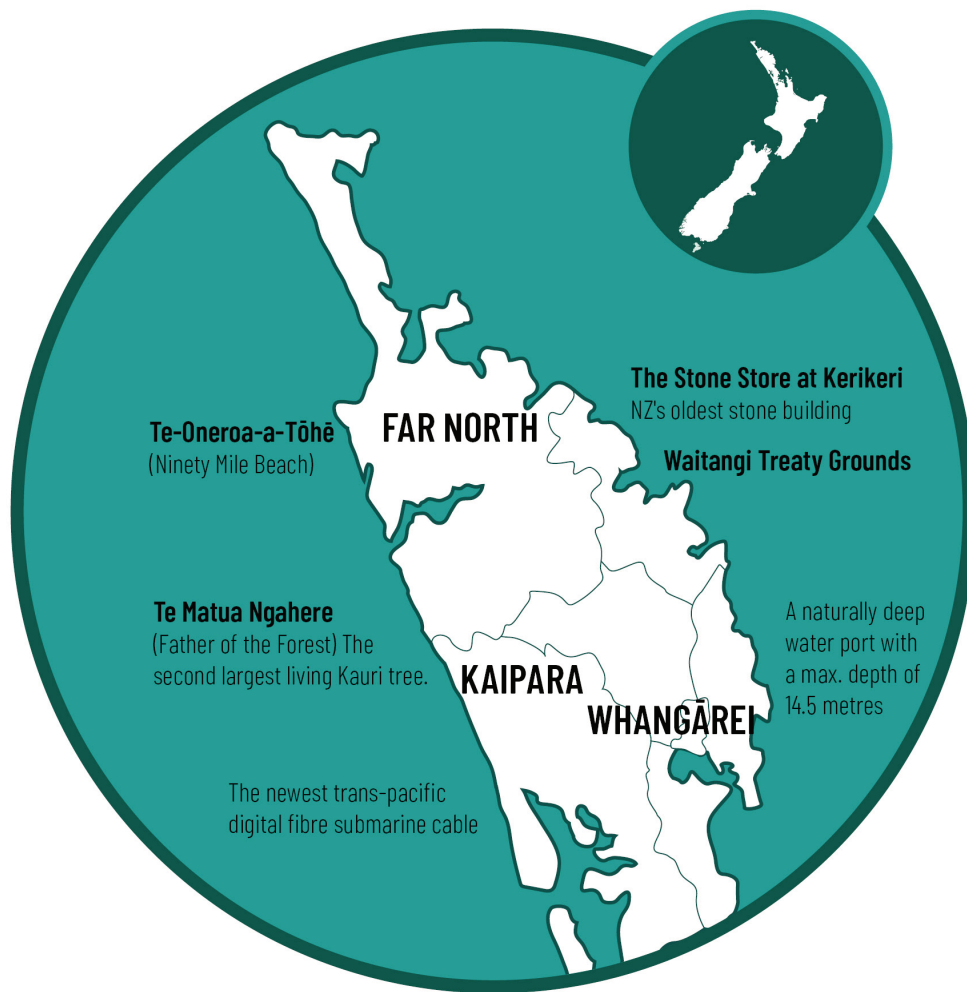 The Stone Store at Kerikeri
NZ's oldest stone building
FAR NORTH
Te-Oneroa-a-Tōhē
(Ninety Mile Beach)
Waitangi Treaty Grounds
Te Matua Ngahere
(Father of the Forest) The
second largest living Kauri tree.
A naturally deep
water port with
a max. depth of
14.5 metres
KAIPARA
WHANGĀREI
The newest trans-pacific
digital fibre submarine cable